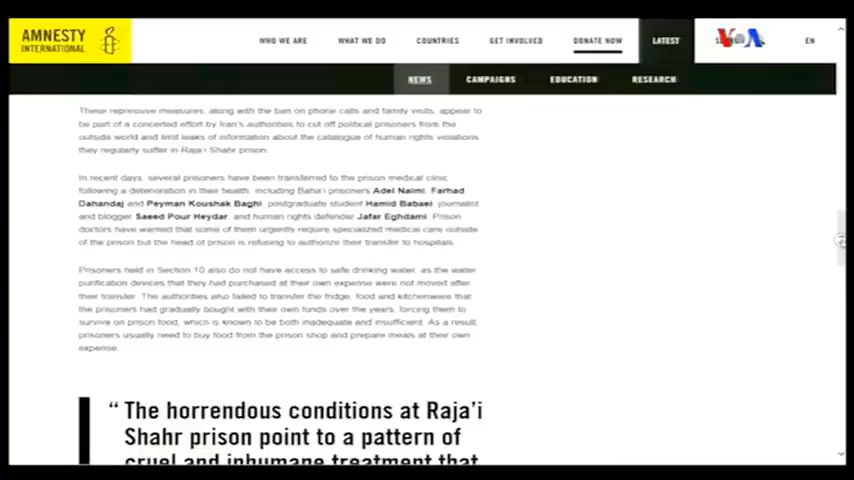 AMNESTY
INTERNATIONAL
WHO WE ARE
WHAT WE DO
COUNTRIES
GET INVOLVED
DONATE NOW
LATEST
VOA
EN
NEWS
CAMPAIGNS
EDUCATION
RESEARCH
These repressive measures, along with the ban on phone calls and family visits, appear to
be part of a concerted effort by Iran's authorities to cut off political prisoners from the
outside world and limit leaks of information about the catalogue of human rights violations
they regularly suffer in Raja'i Shahr prison.
In recent days, several prisoners have been transferred to the prison medical clinic
following a deterioration in their health, including Baha'i prisoners Adel Naimi, Farhad
Dahandaj and Peyman Koushak Baghi, postgraduate student Hamid Babaei, journalist
and blogger Saeed Pour Heydar, and human rights defender Jafar Eghdami. Prison
doctors have warned that some of them urgently require specialized medical care outside
of the prison but the head of prison is refusing to authorize their transfer to hospitals.
Prisoners held in Section 10 also do not have access to safe drinking water, as the water
purification devices that they had purchased at their own expense were not moved after
their transfer. The authorities also failed to transfer the fridge, food and kitchenware that
the prisoners had gradually bought with their own funds over the years, forcing them to
survive on prison food, which is known to be both inadequate and insufficient. As a result,
prisoners usually need to buy food from the prison shop and prepare meals at their own
expense.
“ The horrendous conditions at Raja’i
Shahr prison point to a pattern of
cruel and inhumane treatment that